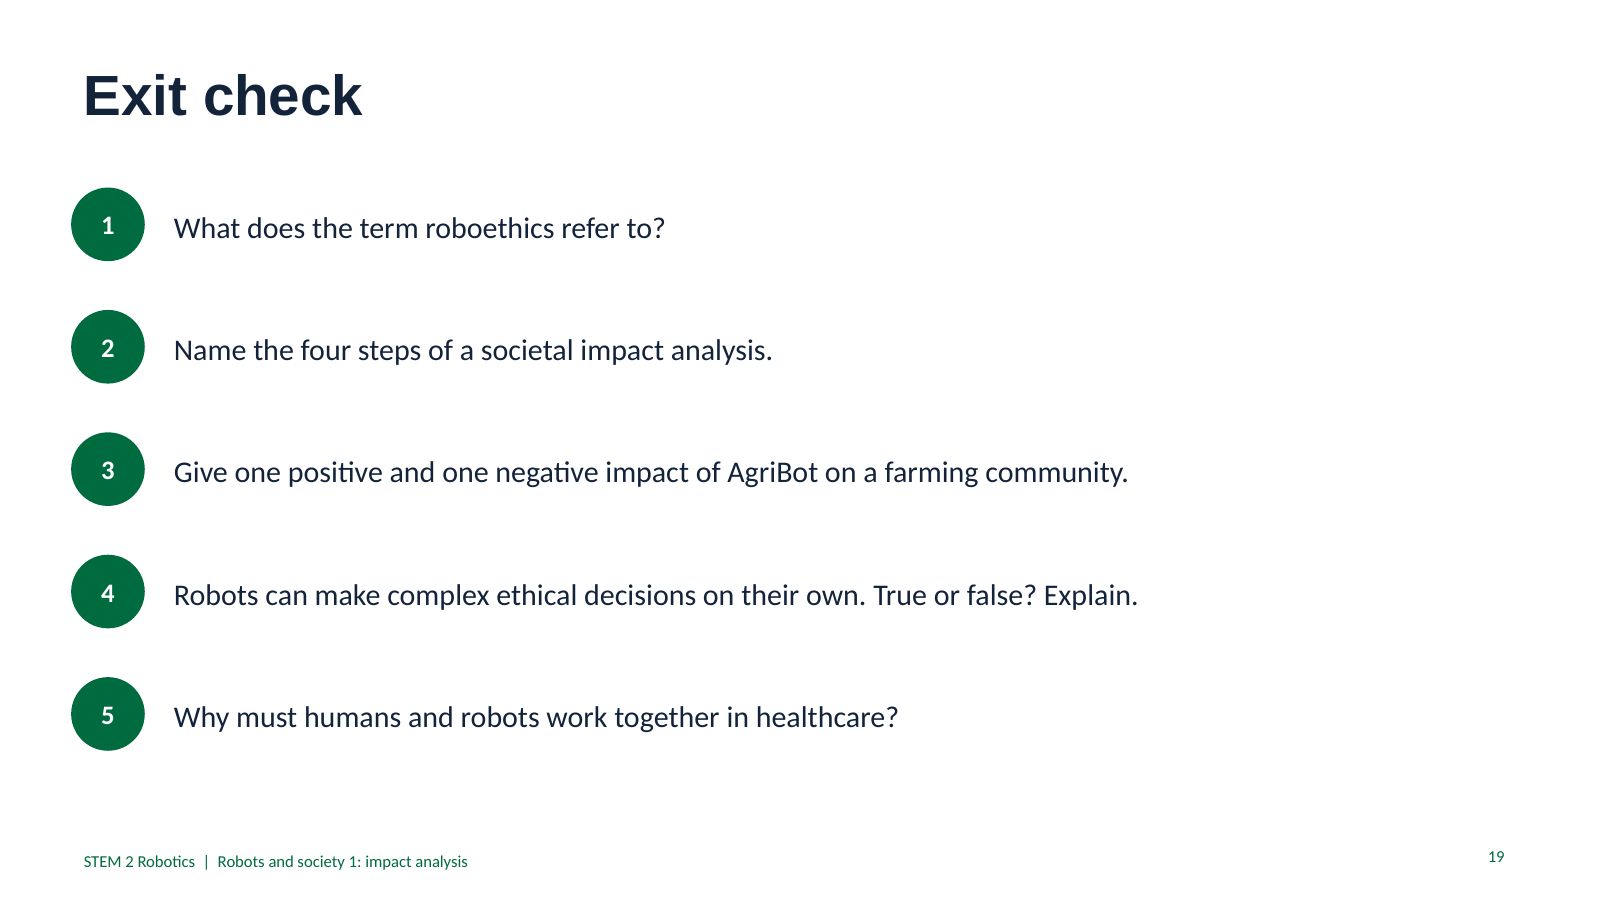 Exit check
1
What does the term roboethics refer to?
2
Name the four steps of a societal impact analysis.
3
Give one positive and one negative impact of AgriBot on a farming community.
4
Robots can make complex ethical decisions on their own. True or false? Explain.
5
Why must humans and robots work together in healthcare?
STEM 2 Robotics | Robots and society 1: impact analysis
19